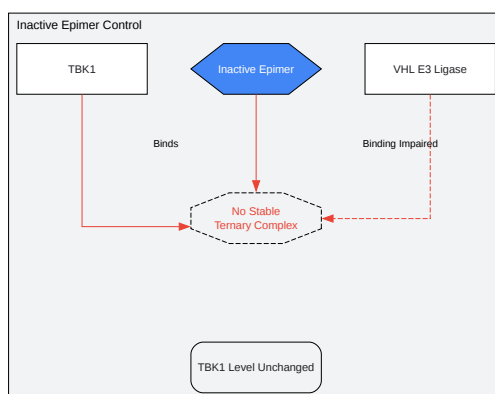 Inactive Epimer Control
TBK1
Inactive Epimer
VHL E3 Ligase
Binds
Binding Impaired
No Stable
Ternary Complex
TBK1 Level Unchanged